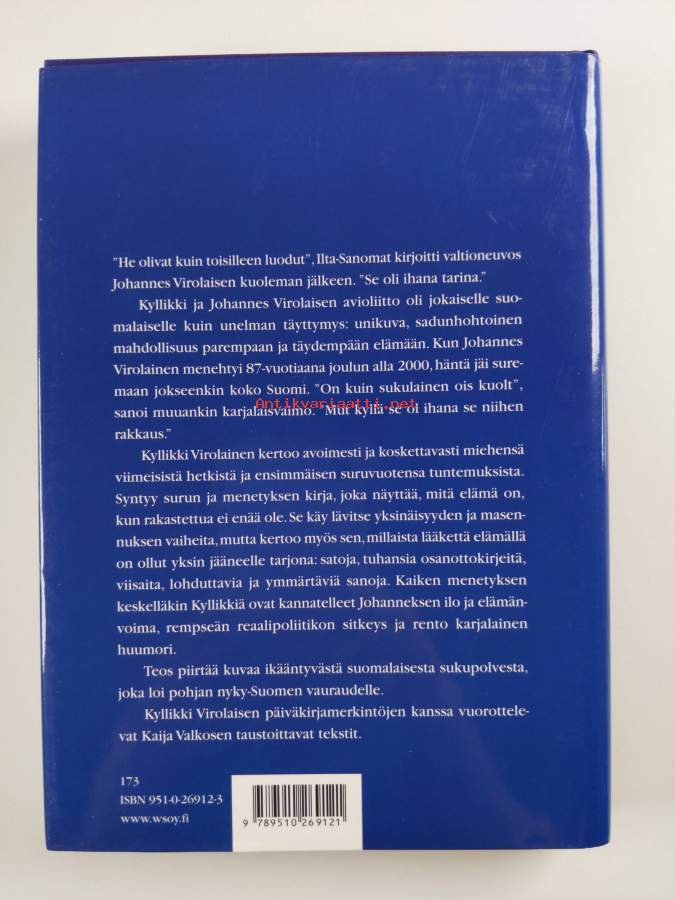 "He olivat kuin toisilleen luodut", Ilta-Sanomat kirjoitti valtioneuvos
Johannes Virolaisen kuoleman jälkeen. "Se oli ihana tarina."
Kyllikki ja Johannes Virolaisen avioliitto oli jokaiselle suo-
malaiselle kuin unelman täyttymys: unikuva, sadunhohtoinen
mahdollisuus parempaan ja täydempään elämään. Kun Johannes
Virolainen menehtyi 87-vuotiaana joulun alla 2000, häntä jäi sure-
maan jokseenkin koko Suomi. "On kuin sukulainen ois kuolt",
sanoi muuankin karjalaisvaimo. "Mut kyllä se ol ihana se niihen
rakkaus."
Antikvariaatti.net
Kyllikki Virolainen kertoo avoimesti ja koskettavasti miehensä
viimeisistä hetkistä ja ensimmäisen suruvuotensa tuntemuksista.
Syntyy surun ja menetyksen kirja, joka näyttää, mitä elämä on,
kun rakastettua ei enää ole. Se käy lävitse yksinäisyyden ja masen-
nuksen vaiheita, mutta kertoo myös sen, millaista lääkettä elämällä
on ollut yksin jääneelle tarjona: satoja, tuhansia osanottokirjeitä,
viisaita, lohduttavia ja ymmärtäviä sanoja. Kaiken menetyksen
keskelläkin Kyllikkiä ovat kannatelleet Johanneksen ilo ja elämän-
voima, rempseän reaalipoliitikon sitkeys ja rento karjalainen
huumori.
Teos piirtää kuvaa ikääntyvästä suomalaisesta sukupolvesta,
joka loi pohjan nyky-Suomen vauraudelle.
Kyllikki Virolaisen päiväkirjamerkintöjen kanssa vuorottele-
vat Kaija Valkosen taustoittavat tekstit.
173
ISBN 951-0-26912-3
www.wsoy.fi
9 789510 269121